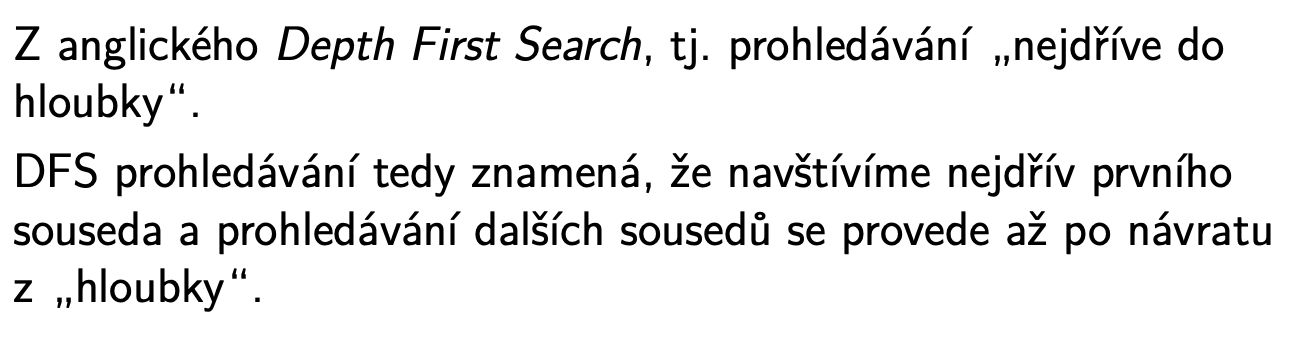 Z anglického Depth First Search, tj. prohledávání „nejdříve do
hloubky“.
DFS prohledávání tedy znamená, že navštívíme nejdřív prvního
souseda a prohledávání dalších sousedů se provede až po návratu
z „hloubky“.